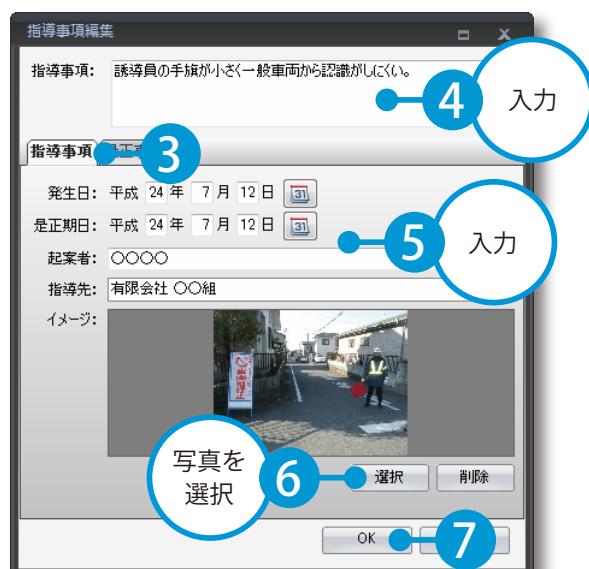 指導事項編集
指導事項: 誘導員の手旗が小さく一般車両から認識がしにくい。
4 入力
指導事項
3
発生日: 平成 24 年 7 月 12 日 31
是正期日: 平成 24 年 7 月 12 日 31
5 入力
起案者: ○○○○
指導先: 有限会社 ○○組
イメージ:
写真を
選択
6
選択 削除
OK
7